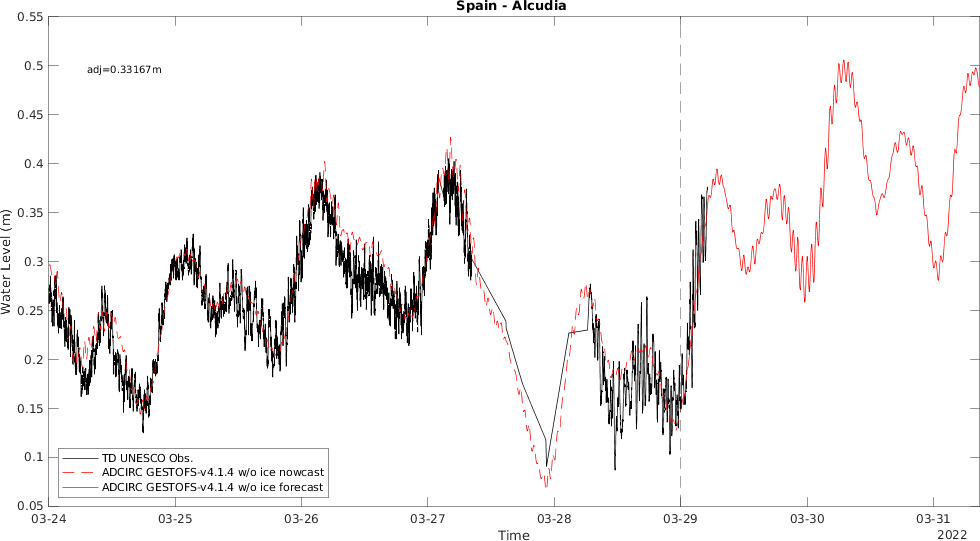 Spain - Alcudia
0.55
0.5
0.45
0.4
0.35
0.3
0.25
0.2
0.15
0.1
0.05
Water Level (m)
adj=0.33167m
TD UNESCO Obs.
ADCIRC GESTOFS-v4.1.4 w/o ice nowcast
ADCIRC GESTOFS-v4.1.4 w/o ice forecast
03-24 03-25 03-26 03-27 03-28 03-29 03-30 03-31
Time
2022